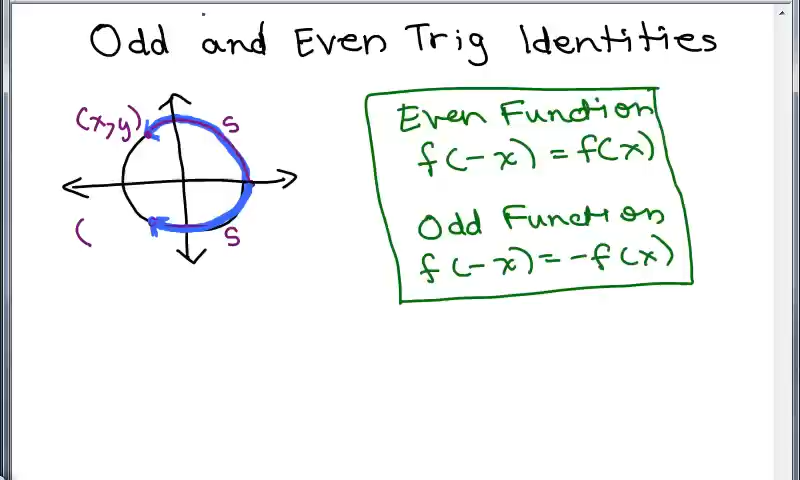 Odd and Even Trig Identities
(x,y)
S
(
S
Even Function
f(-x)=f(x)
Odd Function
f(-x)=-f(x)